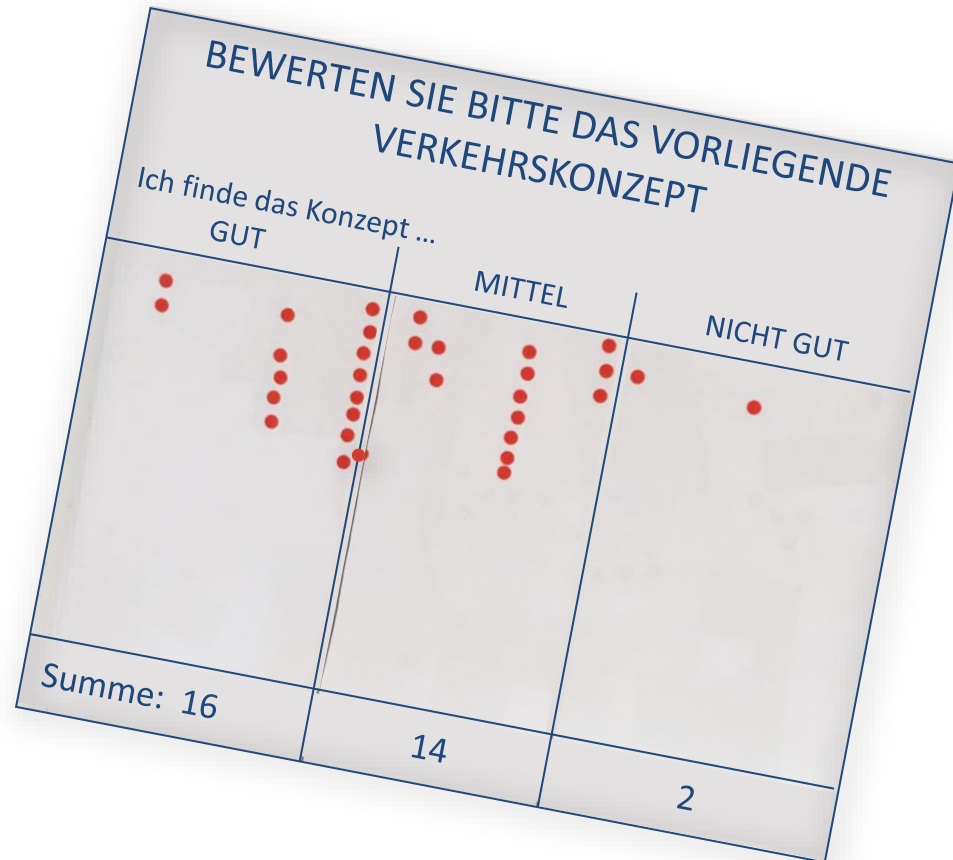 BEWERTEN SIE BITTE DAS VORLIEGENDE
VERKEHRSKONZEPT
Ich finde das Konzept ...
GUT
MITTEL
NICHT GUT
Summe: 16
14
2